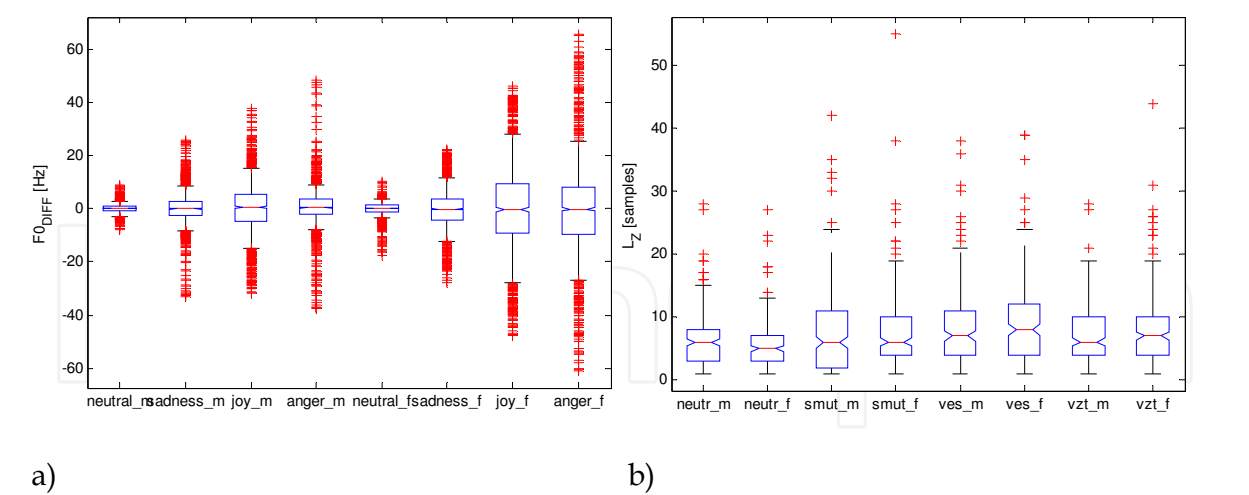 60
40
20
0
-20
-40
-60
F0DIFF [Hz]
neutral_m sadness_m joy_m anger_m neutral_f sadness_f joy_f anger_f
a)
50
40
30
20
10
0
LZ [samples]
neutr_m neutr_f smut_m smut_f ves_m ves_f vzt_m vzt_f
b)